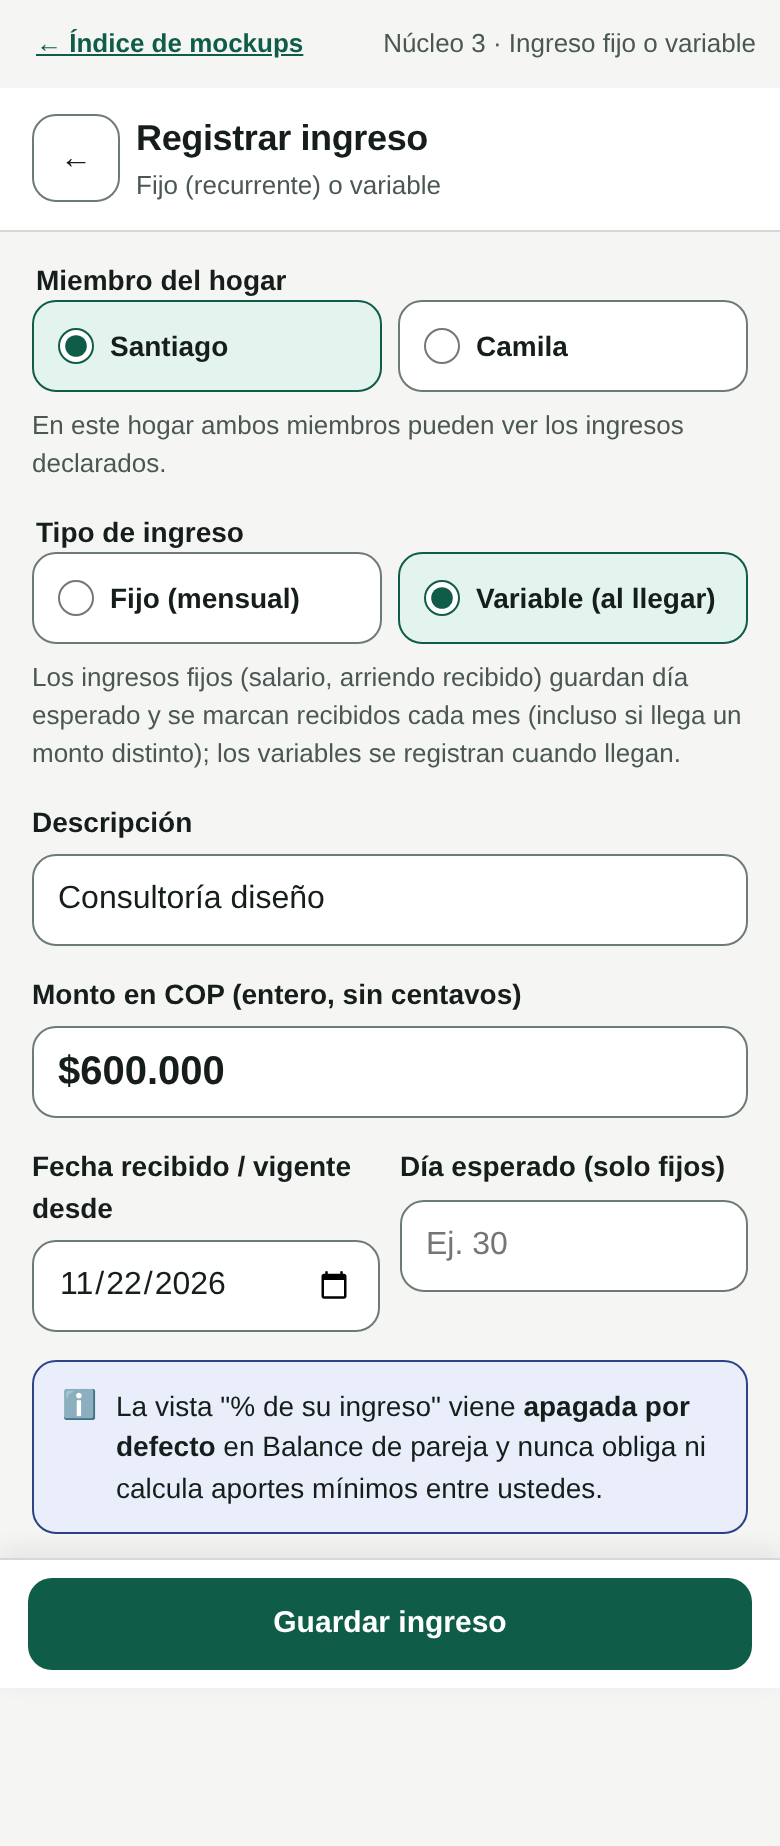 ← Índice de mockups
Núcleo 3 · Ingreso fijo o variable
←
Registrar ingreso
Fijo (recurrente) o variable
Miembro del hogar
Santiago
Camila
En este hogar ambos miembros pueden ver los ingresos
declarados.
Tipo de ingreso
Fijo (mensual)
Variable (al llegar)
Los ingresos fijos (salario, arriendo recibido) guardan día
esperado y se marcan recibidos cada mes (incluso si llega un
monto distinto); los variables se registran cuando llegan.
Descripción
Consultoría diseño
Monto en COP (entero, sin centavos)
$600.000
Fecha recibido / vigente
desde
11/22/2026
Día esperado (solo fijos)
Ej. 30
ℹ️ La vista "% de su ingreso" viene apagada por
defecto en Balance de pareja y nunca obliga ni
calcula aportes mínimos entre ustedes.
Guardar ingreso